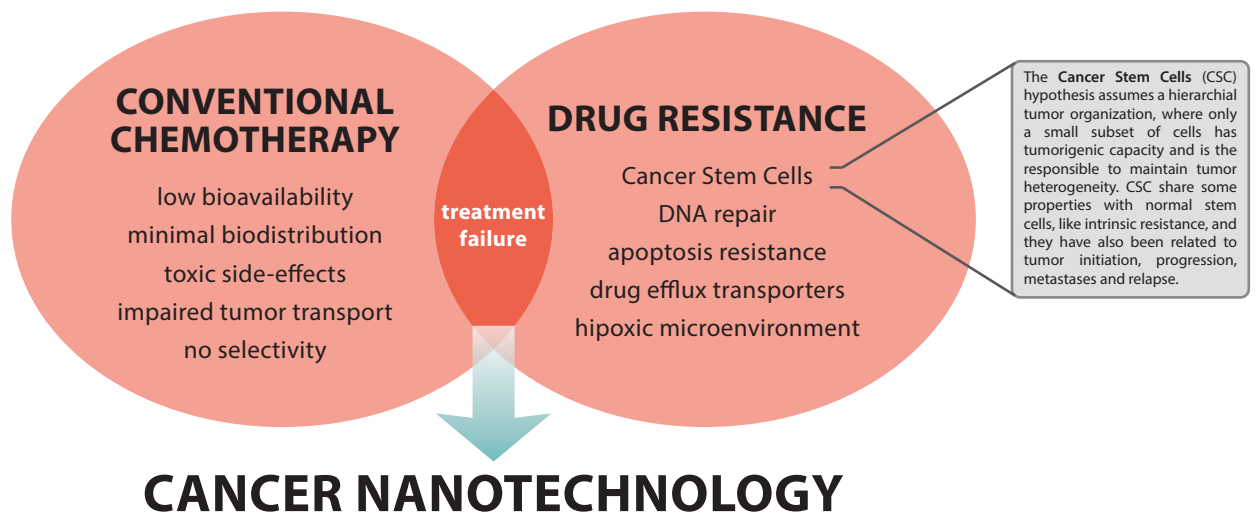 CONVENTIONAL
CHEMOTHERAPY
low bioavailability
minimal biodistribution
toxic side-effects
impaired tumor transport
no selectivity
treatment
failure
DRUG RESISTANCE
Cancer Stem Cells
DNA repair
apoptosis resistance
drug efflux transporters
hipoxic microenvironment
The Cancer Stem Cells (CSC)
hypothesis assumes a hierarchial
tumor organization, where only
a small subset of cells has
tumorigenic capacity and is the
responsible to maintain tumor
heterogeneity. CSC share some
properties with normal stem
cells, like intrinsic resistance, and
they have also been related to
tumor initiation, progression,
metastases and relapse.
CANCER NANOTECHNOLOGY